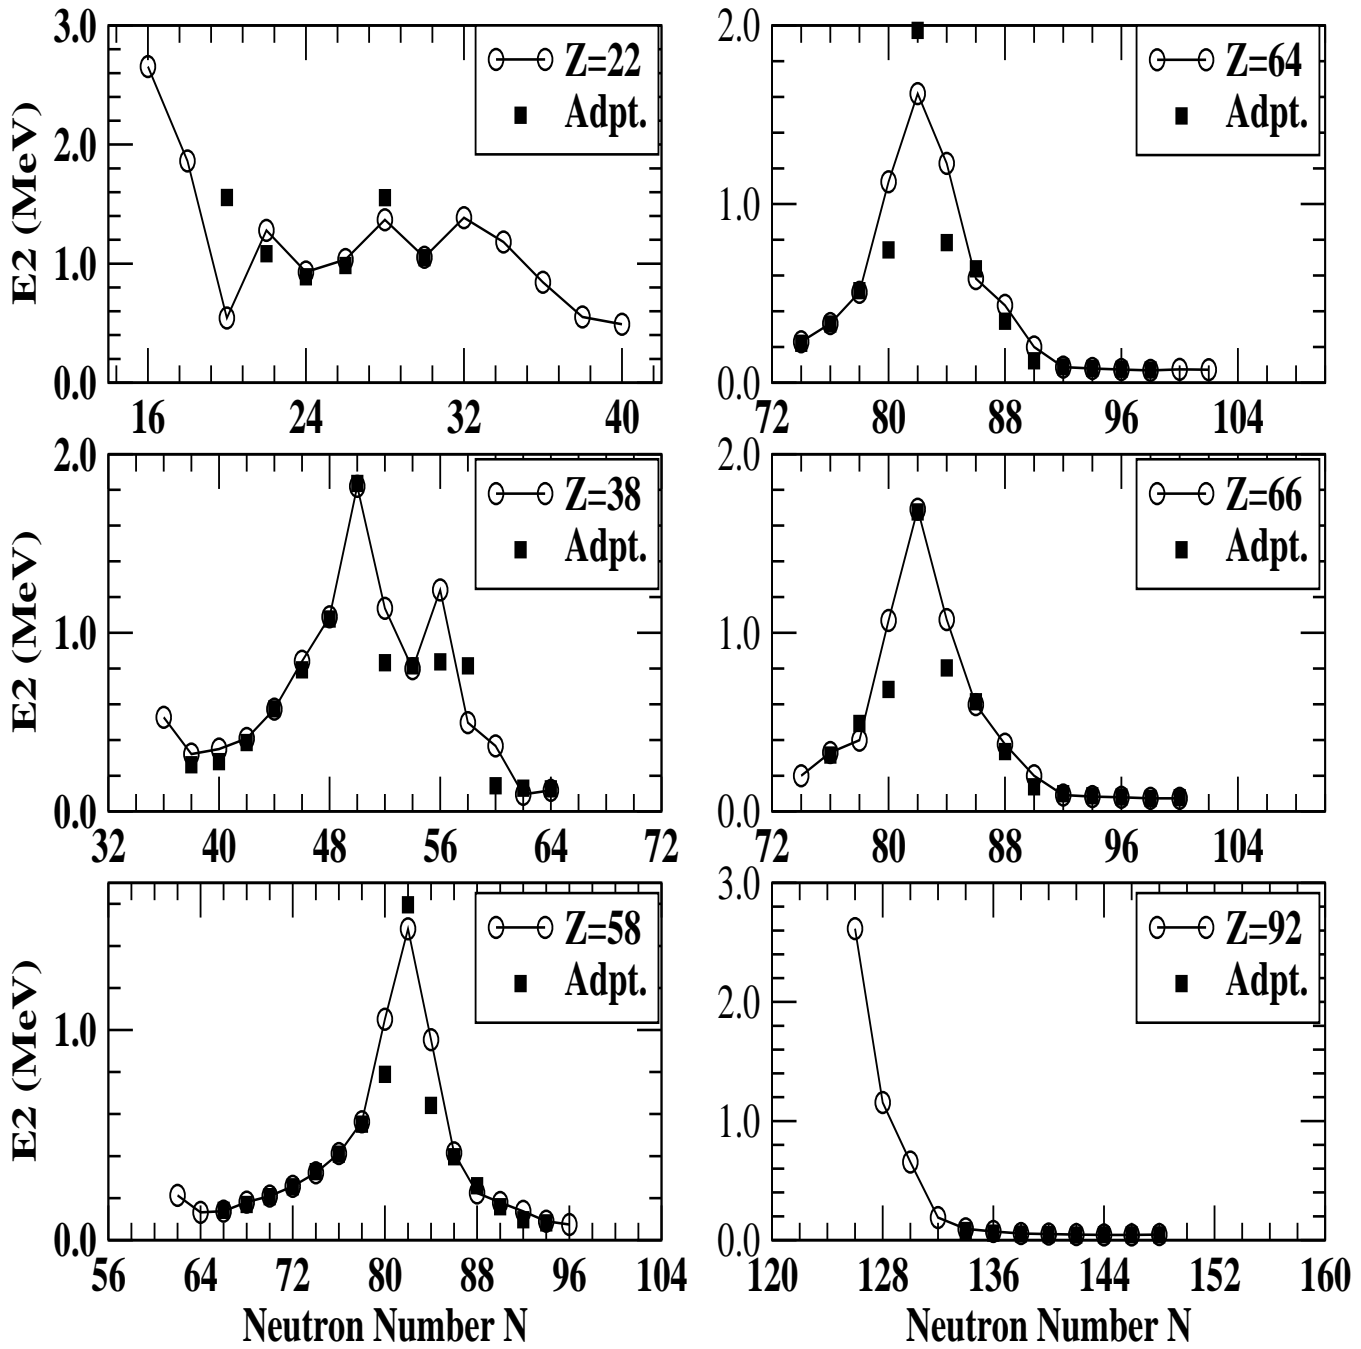 E2 (MeV)
3.0
2.0
1.0
0.0
16 24 32 40
Z=22
Adpt.
2.0
1.0
0.0
72 80 88 96 104
Z=64
Adpt.
E2 (MeV)
2.0
1.0
0.0
32 40 48 56 64 72
Z=38
Adpt.
2.0
1.0
0.0
72 80 88 96 104
Z=66
Adpt.
E2 (MeV)
1.0
0.0
56 64 72 80 88 96 104
Z=58
Adpt.
Neutron Number N
3.0
2.0
1.0
0.0
120 128 136 144 152 160
Z=92
Adpt.
Neutron Number N